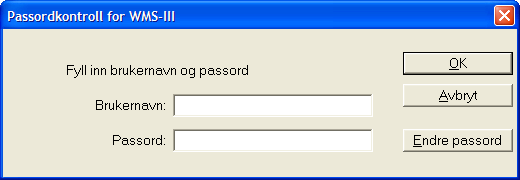 Passordkontroll for WMS-III
Fyll inn brukernavn og passord
Brukernavn:
Passord:
OK
Avbryt
Endre passord